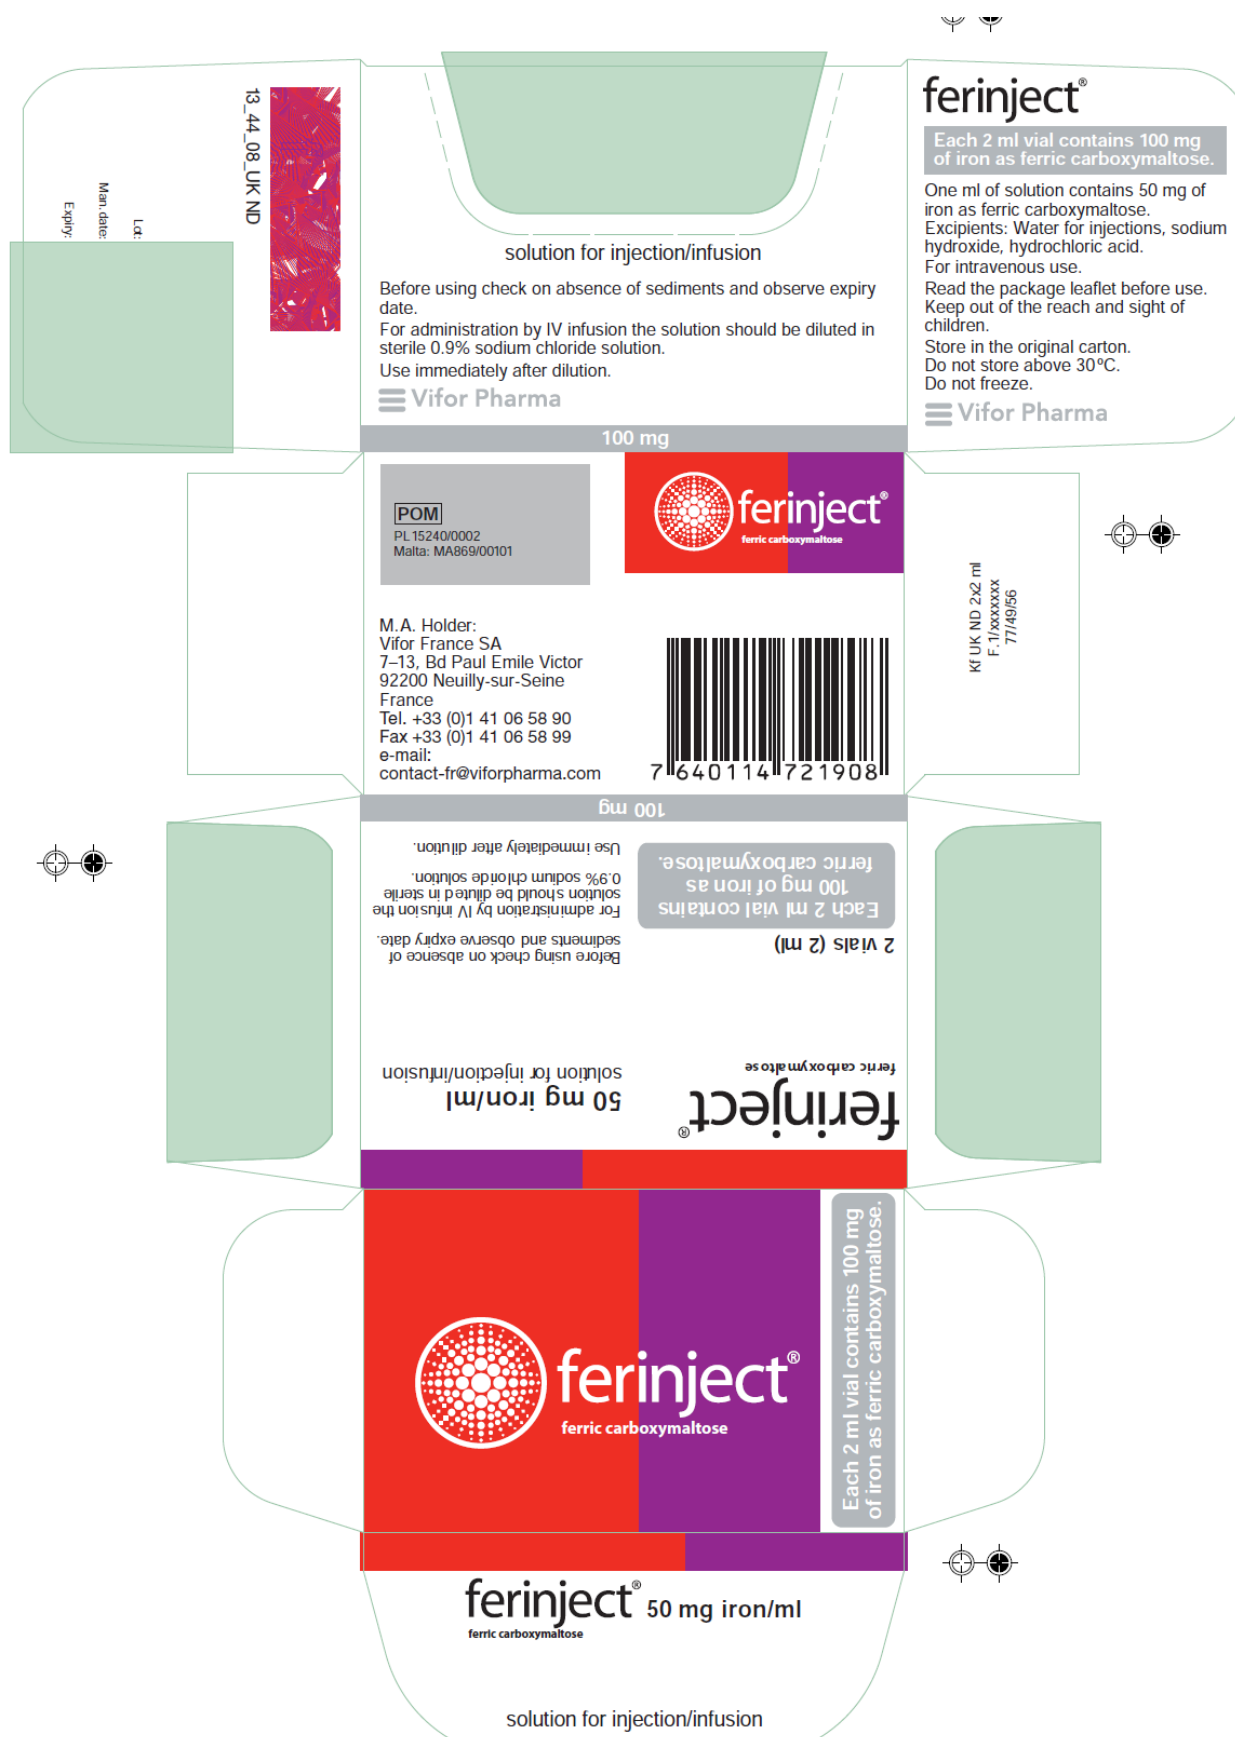 ferinject®
Each 2 ml vial contains 100 mg
of iron as ferric carboxymaltose.
One ml of solution contains 50 mg of
iron as ferric carboxymaltose.
Excipients: Water for injections, sodium
hydroxide, hydrochloric acid.
For intravenous use.
Read the package leaflet before use.
Keep out of the reach and sight of
children.
Store in the original carton.
Do not store above 30ºC.
Do not freeze.
Vifor Pharma
13_44_08_UK ND
Lot:
Man.date:
Expiry:
solution for injection/infusion
Before using check on absence of sediments and observe expiry
date.
For administration by IV infusion the solution should be diluted in
sterile 0.9% sodium chloride solution.
Use immediately after dilution.
Vifor Pharma
100 mg
POM
PL 15240/0002
Malta: MA869/00101
ferinject®
ferric carboxymaltose
M.A. Holder:
Vifor France SA
7–13, Bd Paul Emile Victor
92200 Neuilly-sur-Seine
France
Tel. +33 (0)1 41 06 58 90
Fax +33 (0)1 41 06 58 99
e-mail:
contact-fr@viforpharma.com
7 640114 721908
Kf UK ND 2x2 ml
F.1/xxxxxxx
77/49/56
100 mg
ferinject®
ferric carboxymaltose
50 mg iron/ml
solution for injection/infusion
2 vials (2 ml)
Each 2 ml vial contains
100 mg of iron as
ferric carboxymaltose.
Before using check on absence of
sediments and observe expiry date.
For administration by IV infusion the
solution should be diluted in sterile
0.9% sodium chloride solution.
Use immediately after dilution.
ferinject®
ferric carboxymaltose
Each 2 ml vial contains 100 mg
of iron as ferric carboxymaltose.
ferinject® 50 mg iron/ml
ferric carboxymaltose
solution for injection/infusion